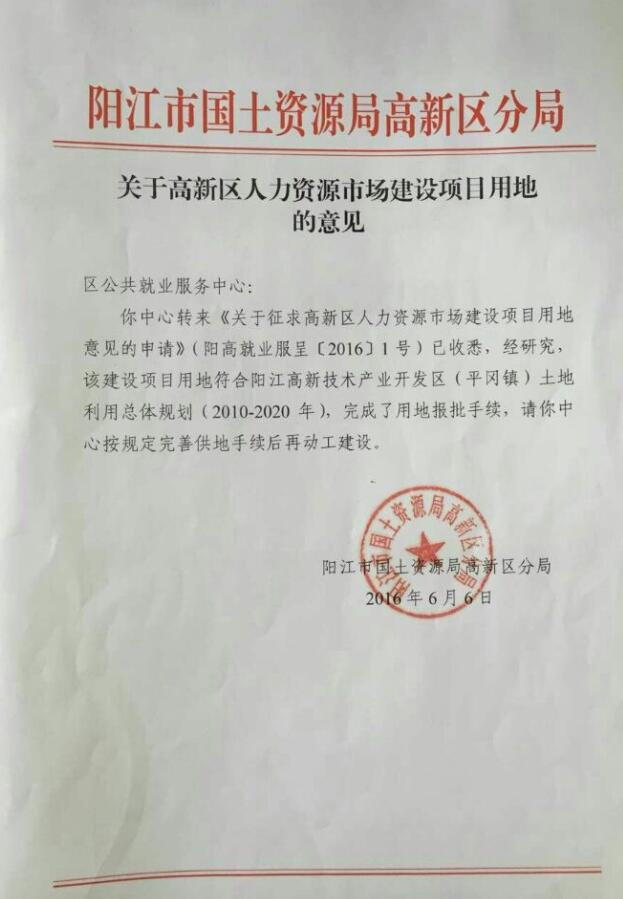 阳江市国土资源局高新区分局
关于高新区人力资源市场建设项目用地
的意见
区公共就业服务中心：
你中心转来《关于征求高新区人力资源市场建设项目用地
意见的申请》（阳高就业服呈〔2016〕1号）已收悉，经研究，
该建设项目用地符合阳江高新技术产业开发区（平冈镇）土地
利用总体规划（2010-2020 年），完成了用地报批手续，请你中
心按规定完善供地手续后再动工建设。
阳江市国土资源局高新区分局
阳江市国土资源局高新区分局
2016 年 6 月 6 日